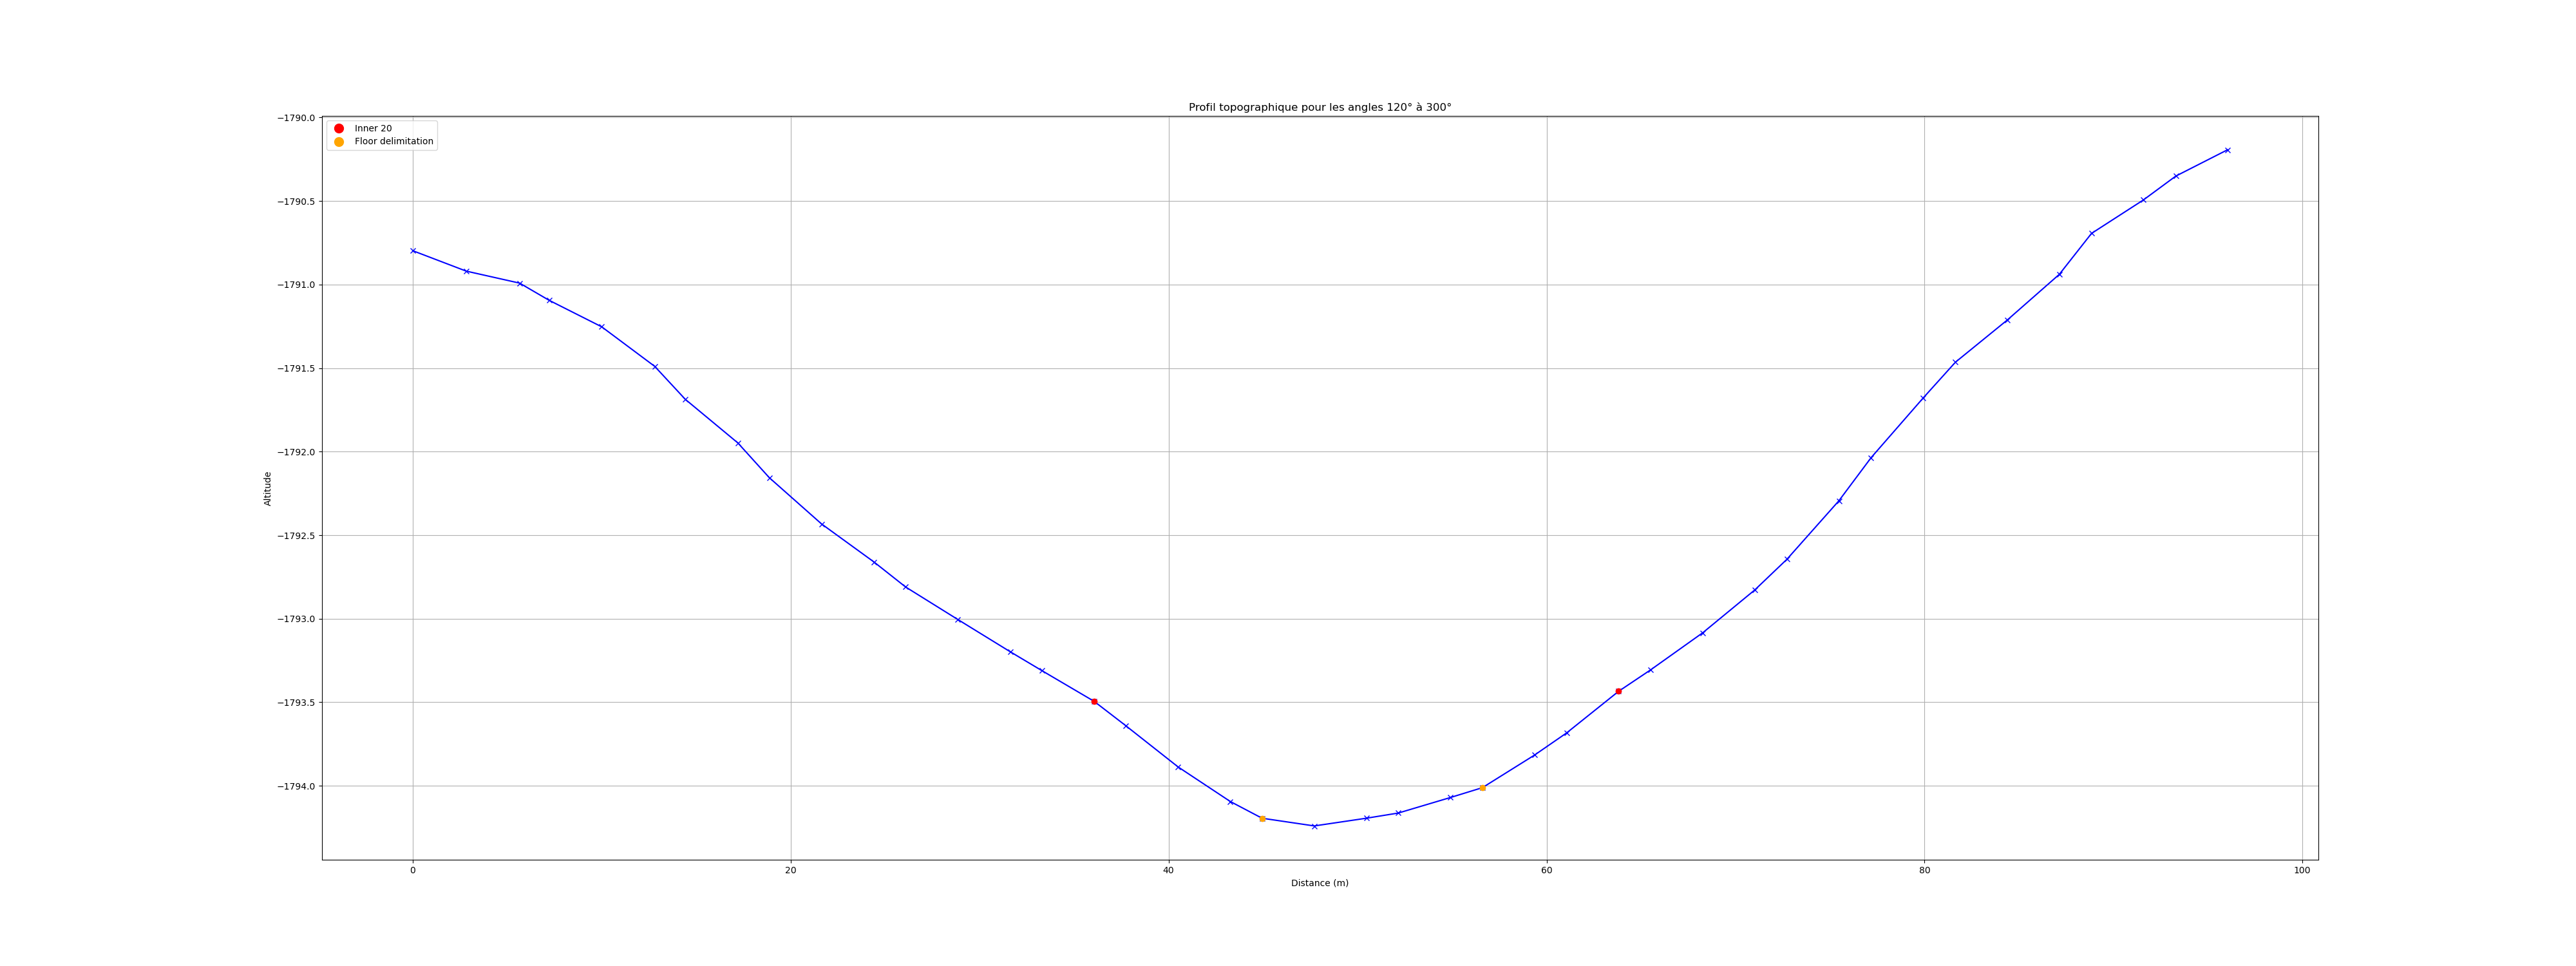 Profil topographique pour les angles 120° à 300°
Inner 20
Floor delimitation
−1790.0
−1790.5
−1791.0
−1791.5
−1792.0
−1792.5
−1793.0
−1793.5
−1794.0
Altitude
0 20 40 60 80 100
Distance (m)